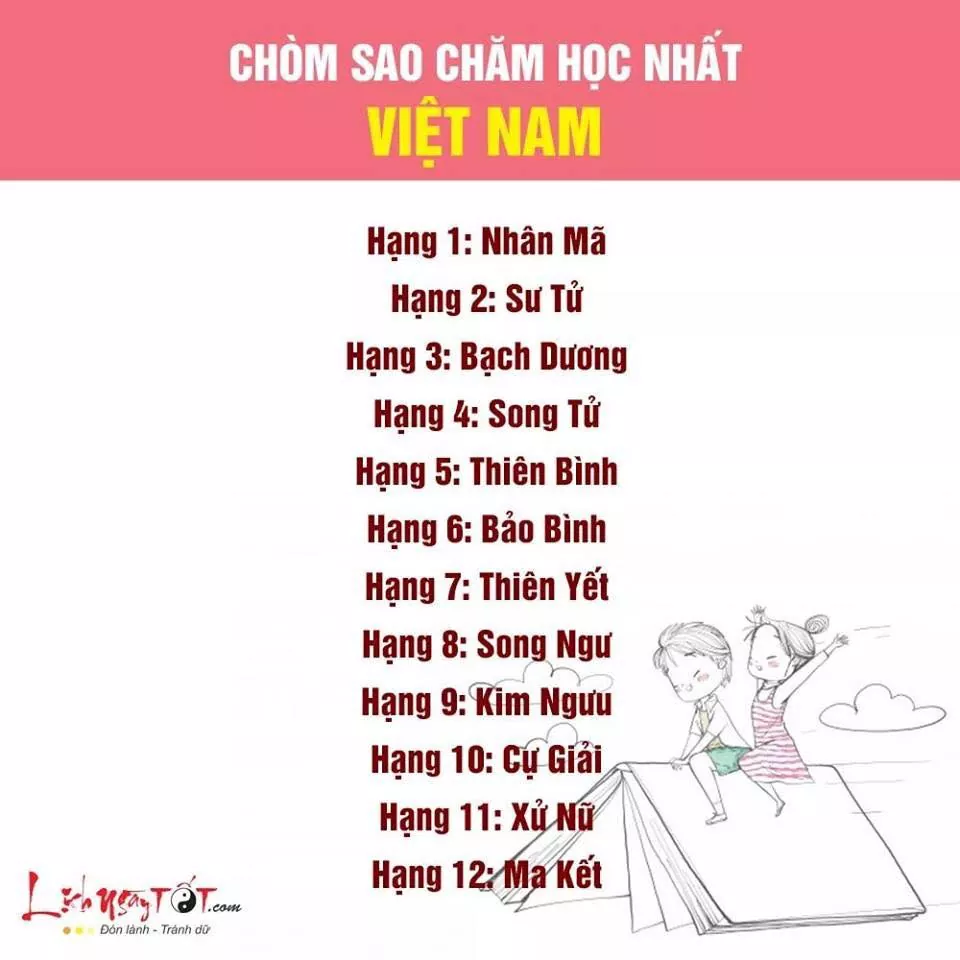 CHÒM SAO CHĂM HỌC NHẤT
VIỆT NAM
Hạng 1: Nhân Mã
Hạng 2: Sư Tử
Hạng 3: Bạch Dương
Hạng 4: Song Tử
Hạng 5: Thiên Bình
Hạng 6: Bảo Bình
Hạng 7: Thiên Yết
Hạng 8: Song Ngư
Hạng 9: Kim Ngưu
Hạng 10: Cự Giải
Hạng 11: Xử Nữ
Hạng 12: Ma Kết
LịchNgàyTỐT.com
Đón lành - Tránh dữ